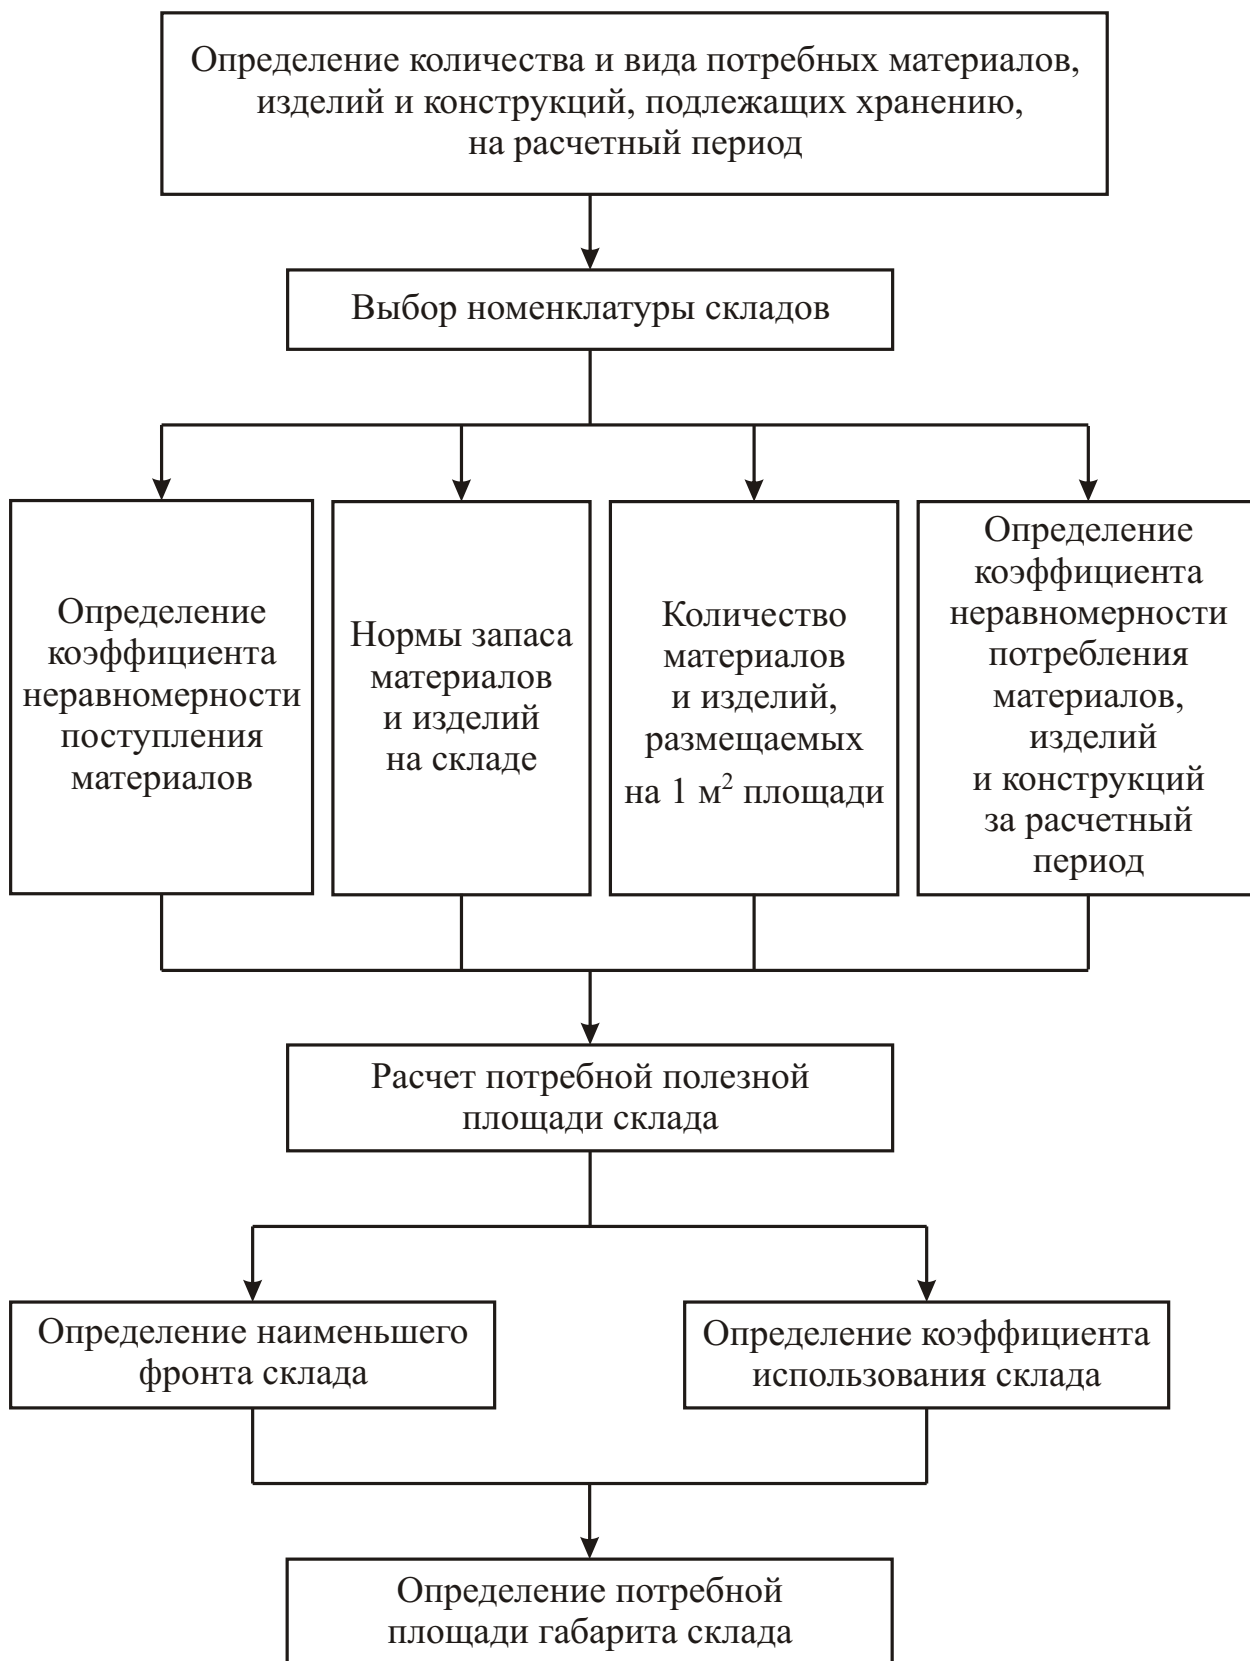 Определение количества и вида потребных материалов,
изделий и конструкций, подлежащих хранению,
на расчетный период
Выбор номенклатуры складов
Определение
коэффициента
неравномерности
поступления
материалов
Нормы запаса
материалов
и изделий
на складе
Количество
материалов
и изделий,
размещаемых
на 1 м² площади
Определение
коэффициента
неравномерности
потребления
материалов,
изделий
и конструкций
за расчетный
период
Расчет потребной полезной
площади склада
Определение наименьшего
фронта склада
Определение коэффициента
использования склада
Определение потребной
площади габарита склада